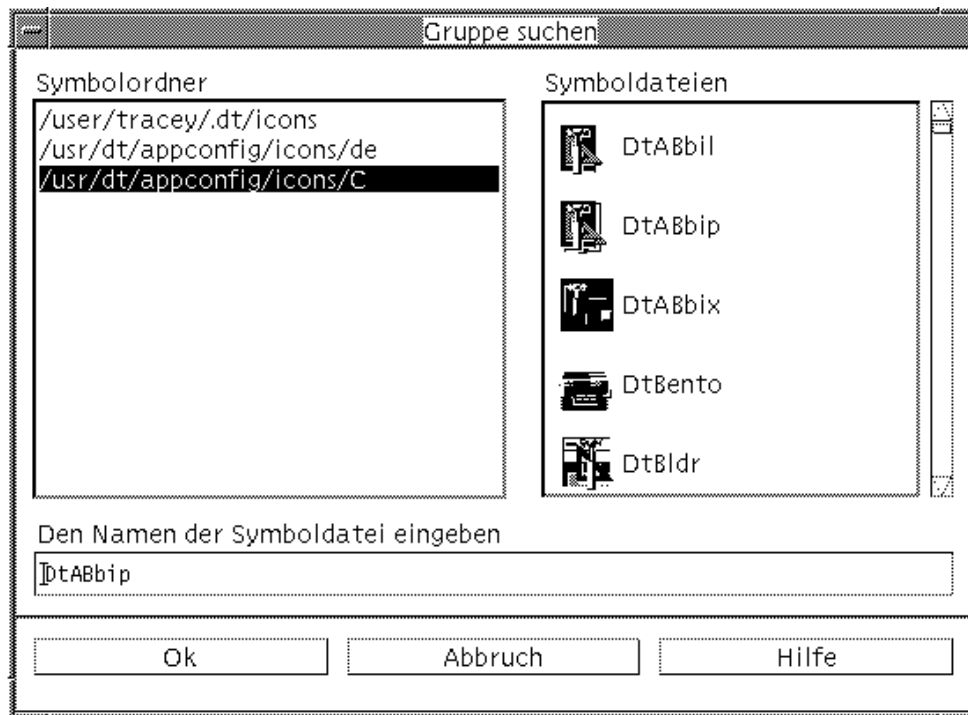 Gruppe suchen
Symbolordner
/user/tracey/.dt/icons
/usr/dt/appconfig/icons/de
/usr/dt/appconfig/icons/C
Symboldateien
DtABbil
DtABbip
DtABbix
DtBento
DtBldr
Den Namen der Symboldatei eingeben
DtABbip
Ok
Abbruch
Hilfe